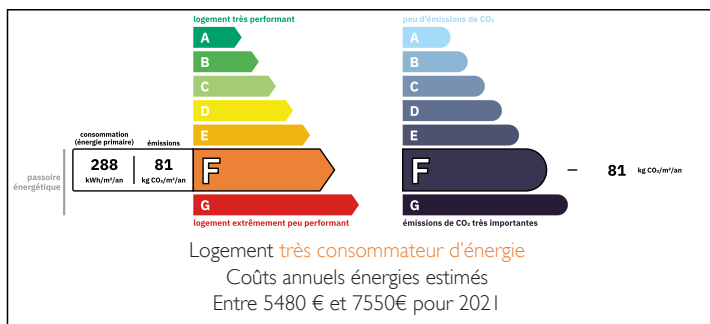 logement très performant
A
B
C
D
E
consommation
(énergie primaire)
émissions
288
kWh/m²/an
81
kg CO₂/m²/an
F
passoire
énergétique
G
logement extrêmement peu performant
peu d'émissions de CO₂
A
B
C
D
E
F
81 kg CO₂/m²/an
G
émissions de CO₂ très importantes
Logement très consommateur d'énergie
Coûts annuels énergies estimés
Entre 5480 € et 7550€ pour 2021